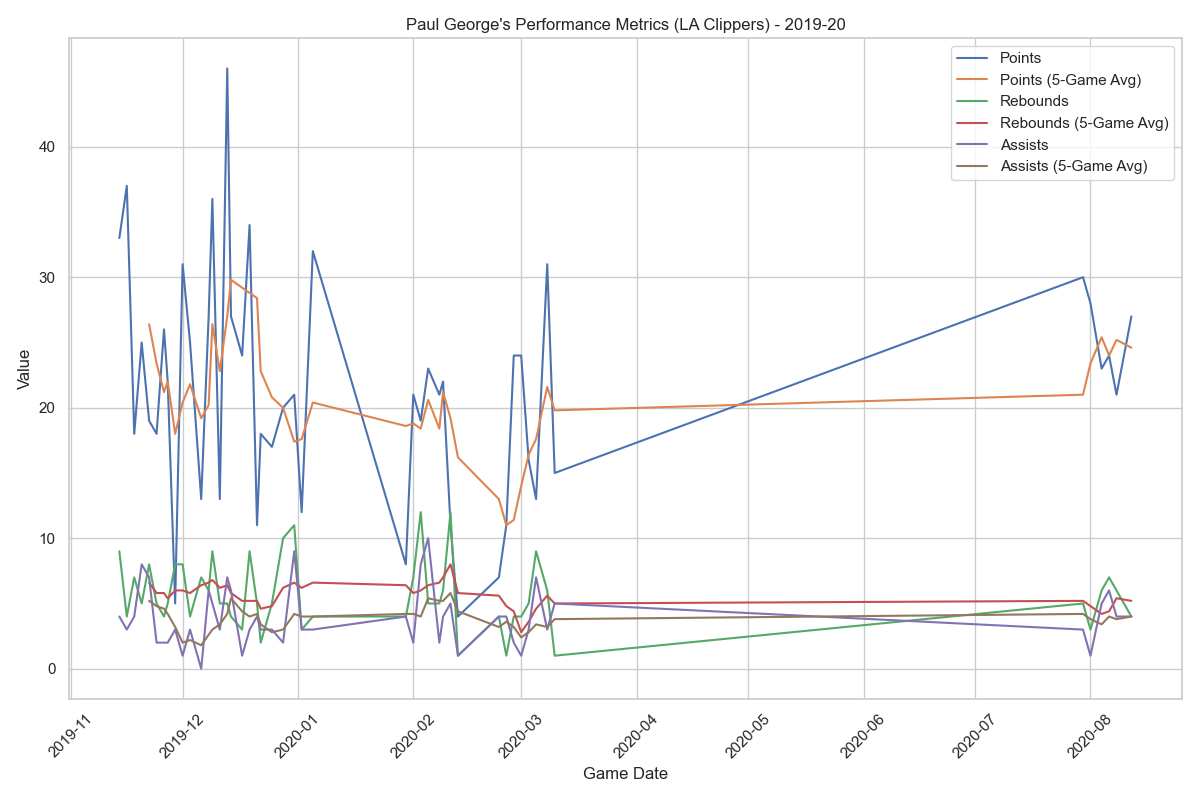 Paul George's Performance Metrics (LA Clippers) - 2019-20
Points
Points (5-Game Avg)
Rebounds
Rebounds (5-Game Avg)
Assists
Assists (5-Game Avg)
Value
40
30
20
10
0
2019-11
2019-12
2020-01
2020-02
2020-03
2020-04
2020-05
2020-06
2020-07
2020-08
Game Date